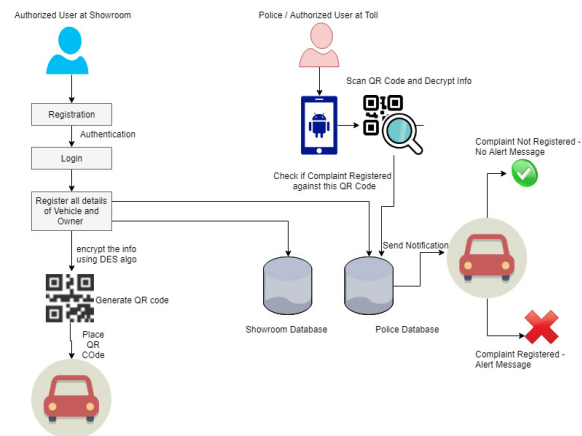 Authorized User at Showroom
Police / Authorized User at Toll
Scan QR Code and Decrypt Info
Registration
Authentication
Login
Register all details
of Vehicle and
Owner
encrypt the info
using DES algo
Generate QR code
Place
QR
COde
Check if Complaint Registered
against this QR Code
Send Notification
Showroom Database
Police Database
Complaint Not Registered -
No Alert Message
Complaint Registered -
Alert Message